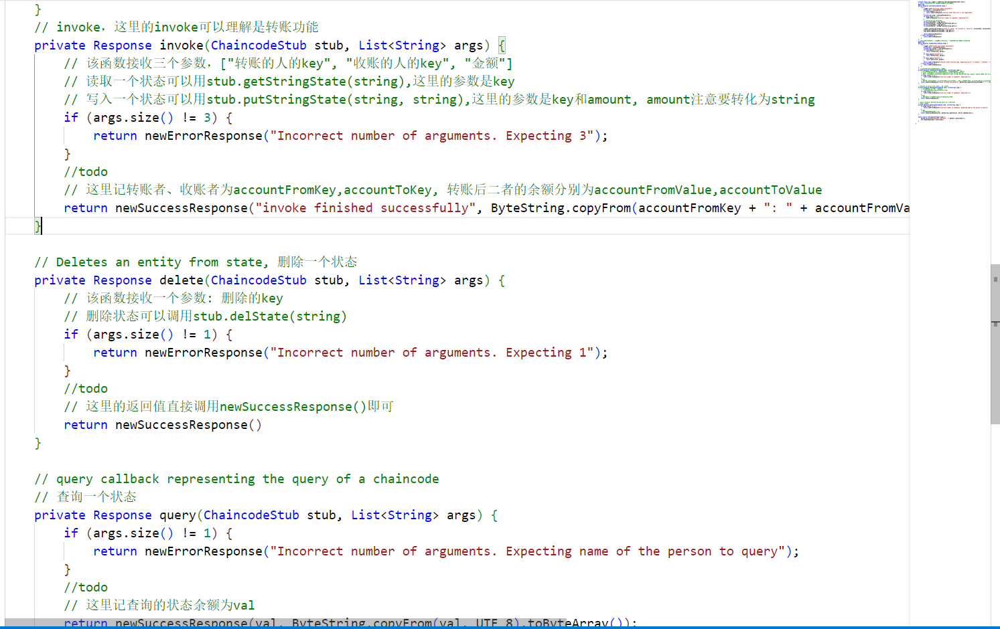 }
// invoke，这里的invoke可以理解是转账功能
private Response invoke(ChaincodeStub stub, List<String> args) {
// 该函数接收三个参数，["转账的人的key", "收账的人的key", "金额"]
// 读取一个状态可以用stub.getStringState(string),这里的参数是key
// 写入一个状态可以用stub.putStringState(string, string),这里的参数是key和amount, amount注意要转化为string
if (args.size() != 3) {
return newErrorResponse("Incorrect number of arguments. Expecting 3");
}
//todo
// 这里记转账者、收账者为accountFromKey,accountToKey, 转账后二者的余额分别为accountFromValue,accountToValue
return newSuccessResponse("invoke finished successfully", ByteString.copyFrom(accountFromKey + ": " + accountFromVa
}
// Deletes an entity from state, 删除一个状态
private Response delete(ChaincodeStub stub, List<String> args) {
// 该函数接收一个参数: 删除的key
// 删除状态可以调用stub.delState(string)
if (args.size() != 1) {
return newErrorResponse("Incorrect number of arguments. Expecting 1");
}
//todo
// 这里的返回值直接调用newSuccessResponse()即可
return newSuccessResponse()
}
// query callback representing the query of a chaincode
// 查询一个状态
private Response query(ChaincodeStub stub, List<String> args) {
if (args.size() != 1) {
return newErrorResponse("Incorrect number of arguments. Expecting name of the person to query");
}
//todo
// 这里记查询的状态余额为val
return newSuccessResponse(val, ByteString.copyFrom(val, UTF_8).toByteArray());